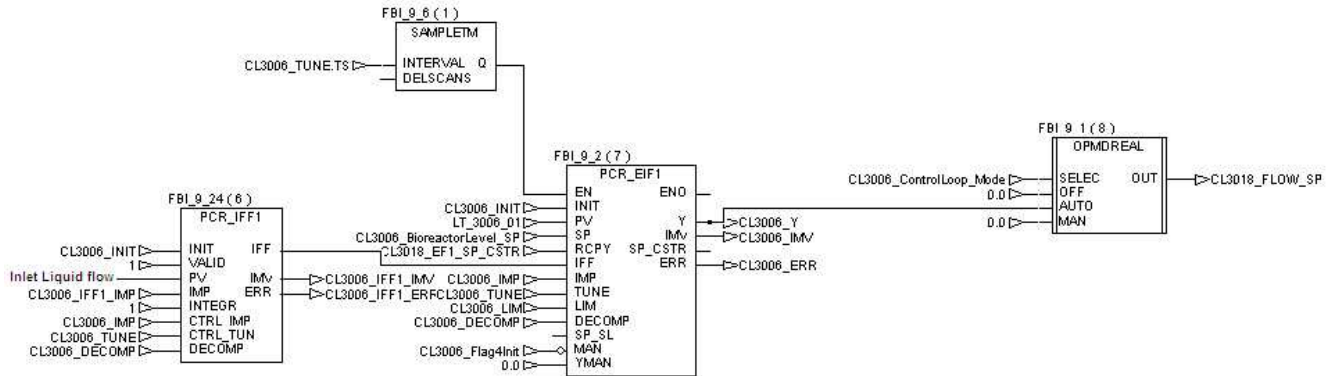 FBI_9_6 (1)
SAMPLETM
CL3006_TUNE.TS INTERVAL Q
DELSCANS
FBI_9_1 (8)
OPMDREAL
CL3006_ControlLoop_Mode SELEC OUT CL3018_FLOW_SP
0.0 OFF
AUTO
0.0 MAN
FBI_9_2 (7)
PCR_EIF1
EN ENO
CL3006_INIT INIT
LT_3006_01 PV Y CL3006_Y
CL3006_BioreactorLevel_SP SP IMV CL3006_IMV
CL3018_EF1_SP_CSTR RCPY SP_CSTR
IFF ERR CL3006_ERR
CL3006_IMP IMP
CL3006_TUNE TUNE
CL3006_LIM LIM
CL3006_DECOMP DECOMP
SP_SL
CL3006_Flag4Init MAN
0.0 YMAN
FBI_9_24 (6)
PCR_IFF1
CL3006_INIT INIT IFF
1 VALID
Inlet Liquid flow PV IMV CL3006_IFF1_IMV
CL3006_IFF1_IMP IMP ERR CL3006_IFF1_ERR
1 INTEGR
CL3006_IMP CTRL_IMP
CL3006_TUNE CTRL_TUN
CL3006_DECOMP DECOMP